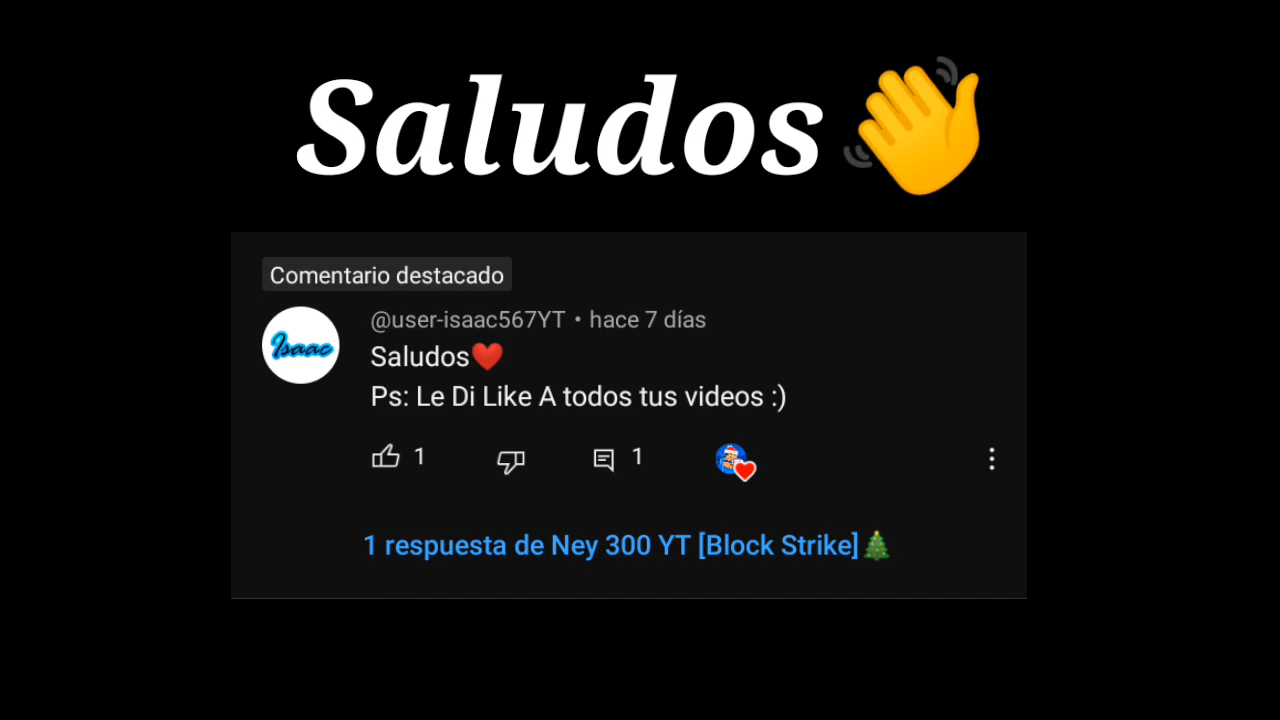 Saludos👋
Comentario destacado
Isaac
@user-isaac567YT • hace 7 días
Saludos❤️
Ps: Le Di Like A todos tus videos :)
1 1
1 respuesta de Ney 300 YT [Block Strike]🎄